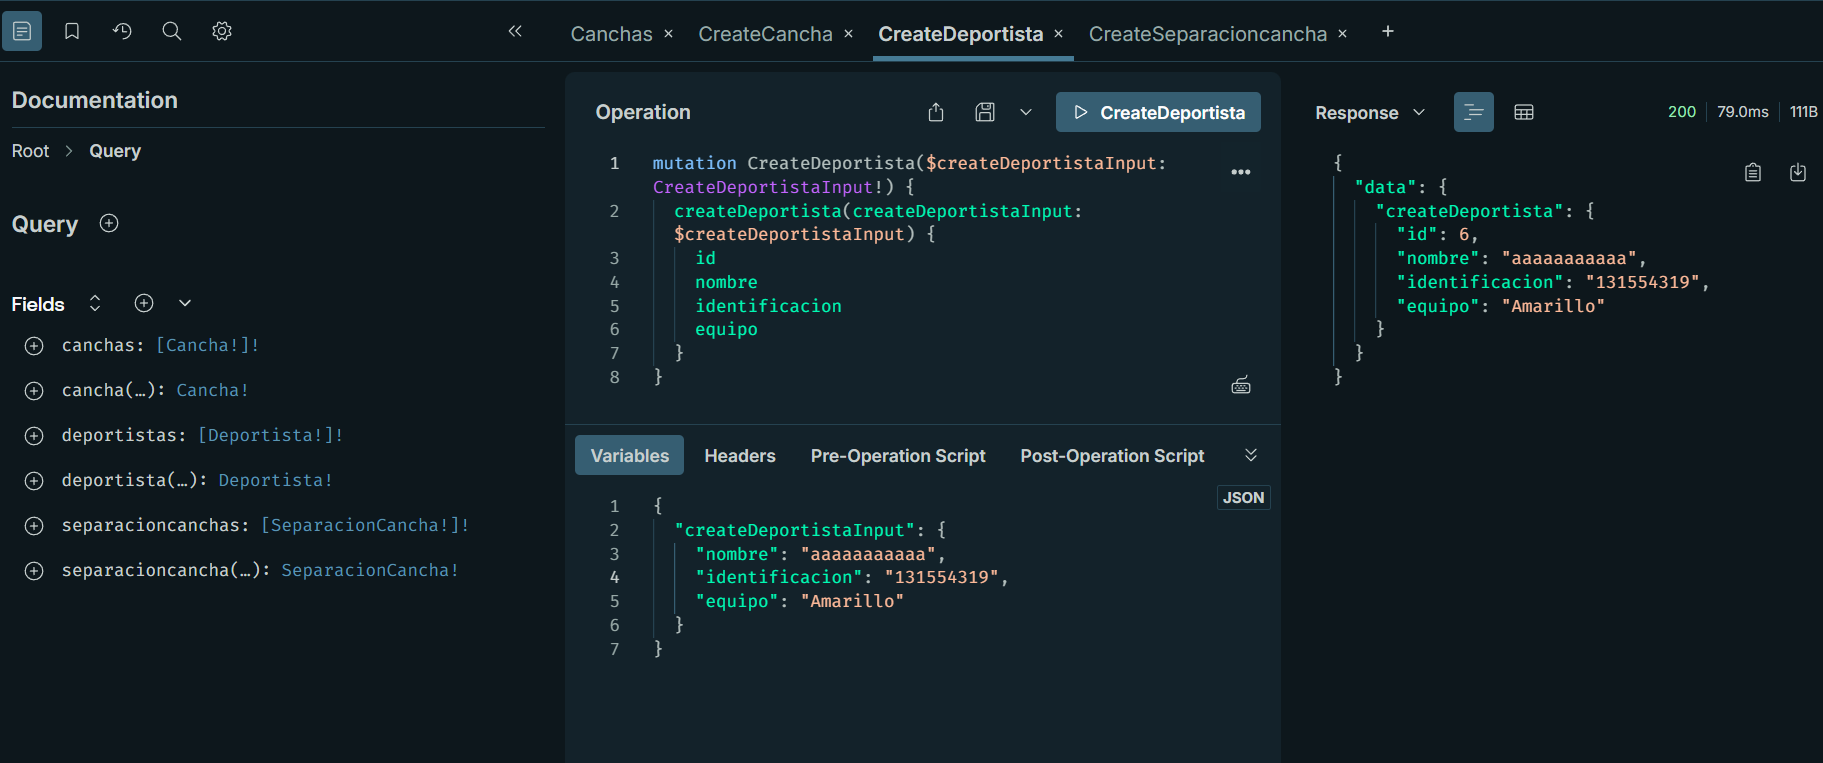 Canchas × CreateCancha × CreateDeportista × CreateSeparacioncancha × +
Documentation
Root > Query
Query
Fields
canchas: [Cancha!]!
cancha(…): Cancha!
deportistas: [Deportista!]!
deportista(…): Deportista!
separacioncanchas: [SeparacionCancha!]!
separacioncancha(…): SeparacionCancha!
Operation
CreateDeportista
1 mutation CreateDeportista($createDeportistaInput:
CreateDeportistaInput!) {
2 createDeportista(createDeportistaInput:
$createDeportistaInput) {
3 id
4 nombre
5 identificacion
6 equipo
7 }
8 }
Variables Headers Pre-Operation Script Post-Operation Script
JSON
1 {
2 "createDeportistaInput": {
3 "nombre": "aaaaaaaaaaa",
4 "identificacion": "131554319",
5 "equipo": "Amarillo"
6 }
7 }
Response 200 79.0ms 111B
{
"data": {
"createDeportista": {
"id": 6,
"nombre": "aaaaaaaaaaa",
"identificacion": "131554319",
"equipo": "Amarillo"
}
}
}